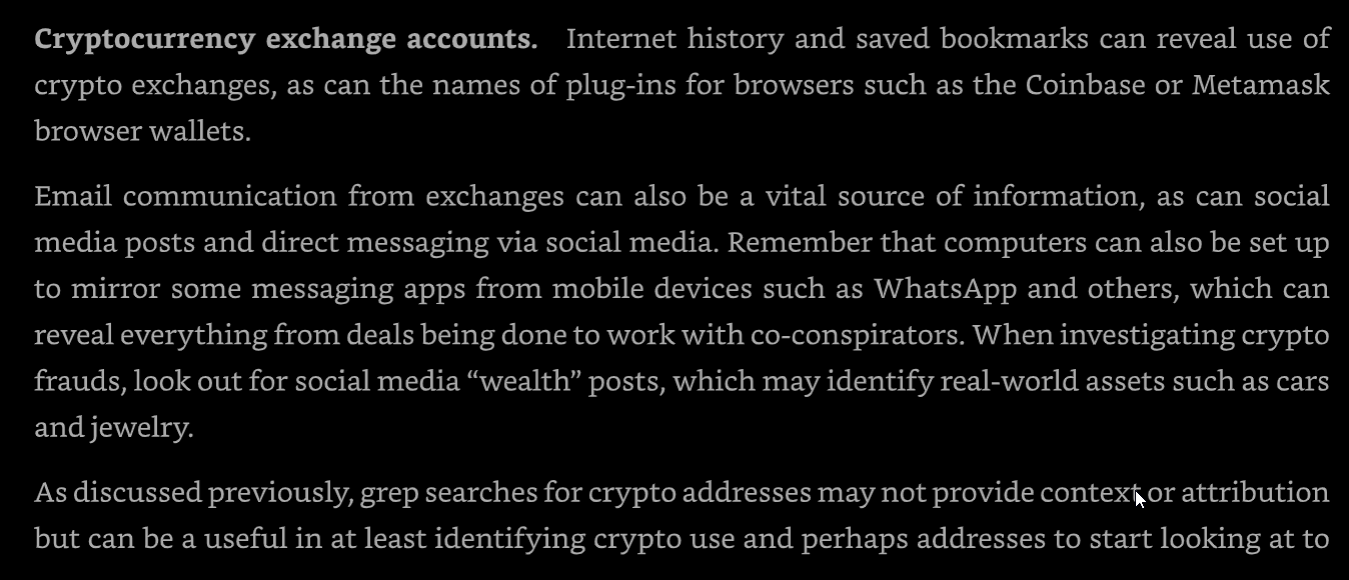 Cryptocurrency exchange accounts. Internet history and saved bookmarks can reveal use of
crypto exchanges, as can the names of plug-ins for browsers such as the Coinbase or Metamask
browser wallets.
Email communication from exchanges can also be a vital source of information, as can social
media posts and direct messaging via social media. Remember that computers can also be set up
to mirror some messaging apps from mobile devices such as WhatsApp and others, which can
reveal everything from deals being done to work with co-conspirators. When investigating crypto
frauds, look out for social media “wealth” posts, which may identify real-world assets such as cars
and jewelry.
As discussed previously, grep searches for crypto addresses may not provide context or attribution
but can be a useful in at least identifying crypto use and perhaps addresses to start looking at to